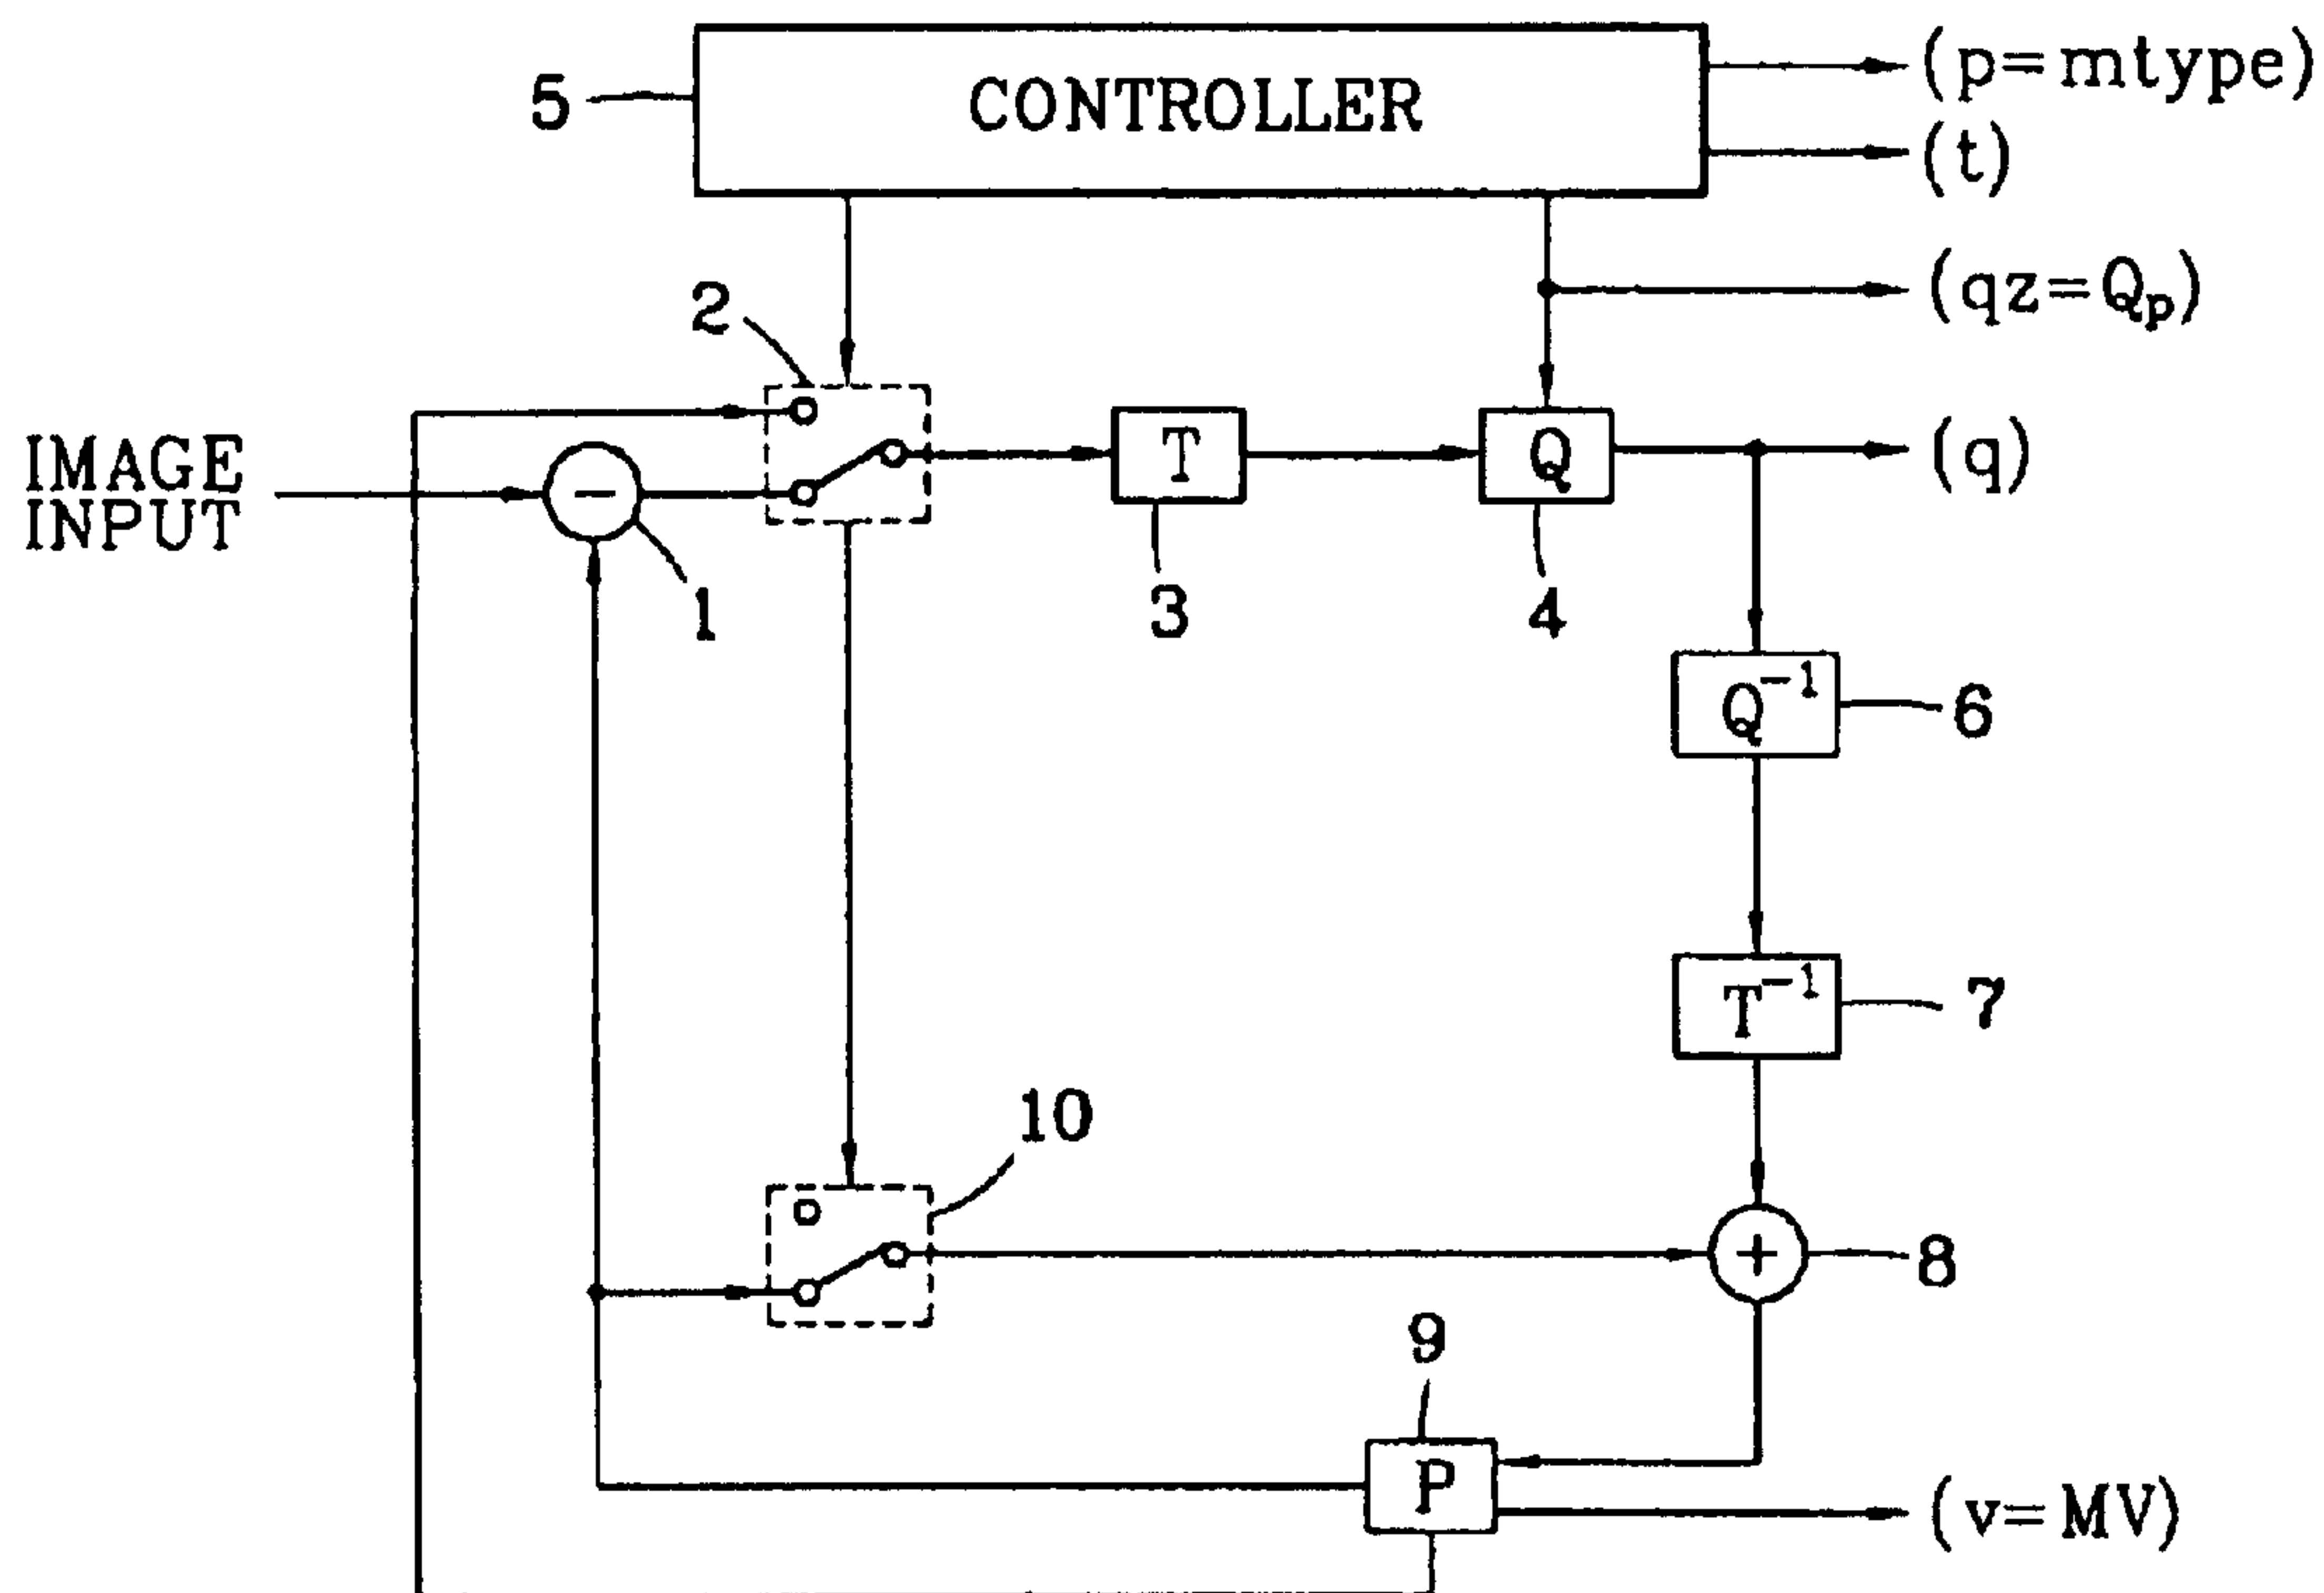 CONTROLLER
5
(p=mtype)
(t)
(qz=Qp)
2
IMAGE
INPUT
-
T
Q
(q)
1
3
4
Q-1
6
T-1
7
10
+
8
9
P
(v=MV)